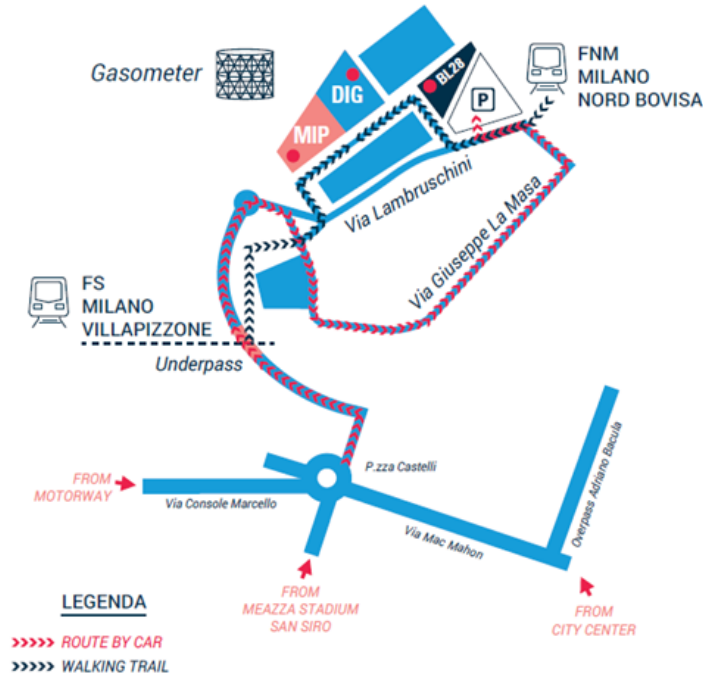 Gasometer
DIG
MIP
BL28
P
FNM
MILANO
NORD BOVISA
Via Lambruschini
Via Giuseppe La Masa
FS
MILANO
VILLAPIZZONE
Underpass
P.zza Castelli
FROM
MOTORWAY
Via Console Marcello
Via Mac Mahon
Overpass Adriano Bacula
FROM
MEAZZA STADIUM
SAN SIRO
FROM
CITY CENTER
LEGENDA
>>>>> ROUTE BY CAR
>>>>> WALKING TRAIL